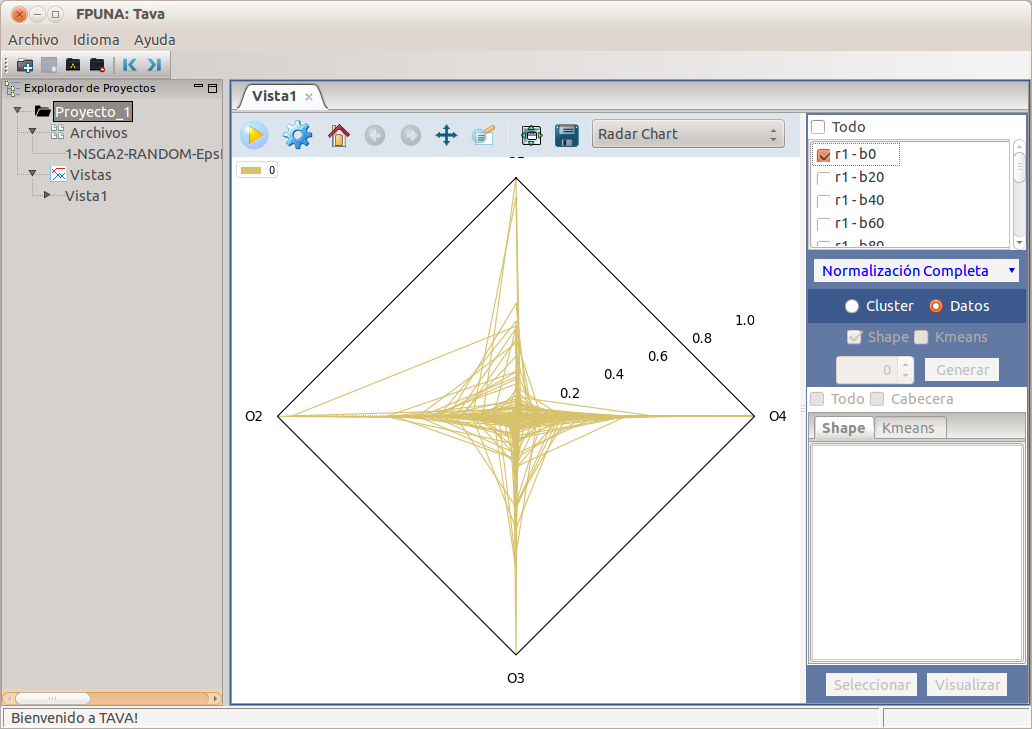 FPUNA: Tava
Archivo Idioma Ayuda
Explorador de Proyectos
Proyecto_1
Archivos
1-NSGA2-RANDOM-Eps
Vistas
Vista1
Vista1
Radar Chart
0
O2
O3
O4
0.2
0.4
0.6
0.8
1.0
Todo
r1 - b0
r1 - b20
r1 - b40
r1 - b60
r1 - b80
Normalización Completa
Cluster Datos
Shape Kmeans
0 Generar
Todo Cabecera
Shape Kmeans
Seleccionar Visualizar
Bienvenido a TAVA!